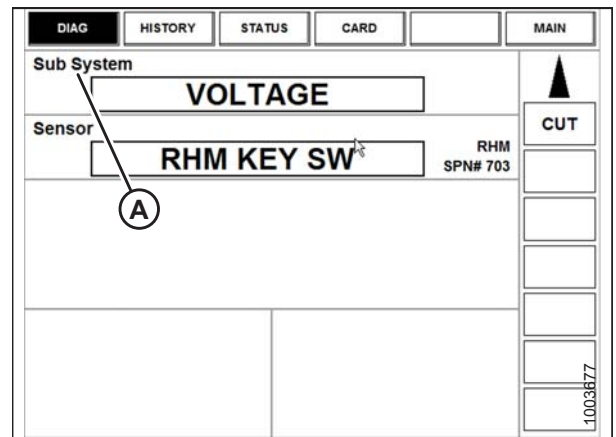 DIAG HISTORY STATUS CARD MAIN
Sub System
VOLTAGE
CUT
Sensor
RHM KEY SW
RHM
SPN# 703
A
1003677